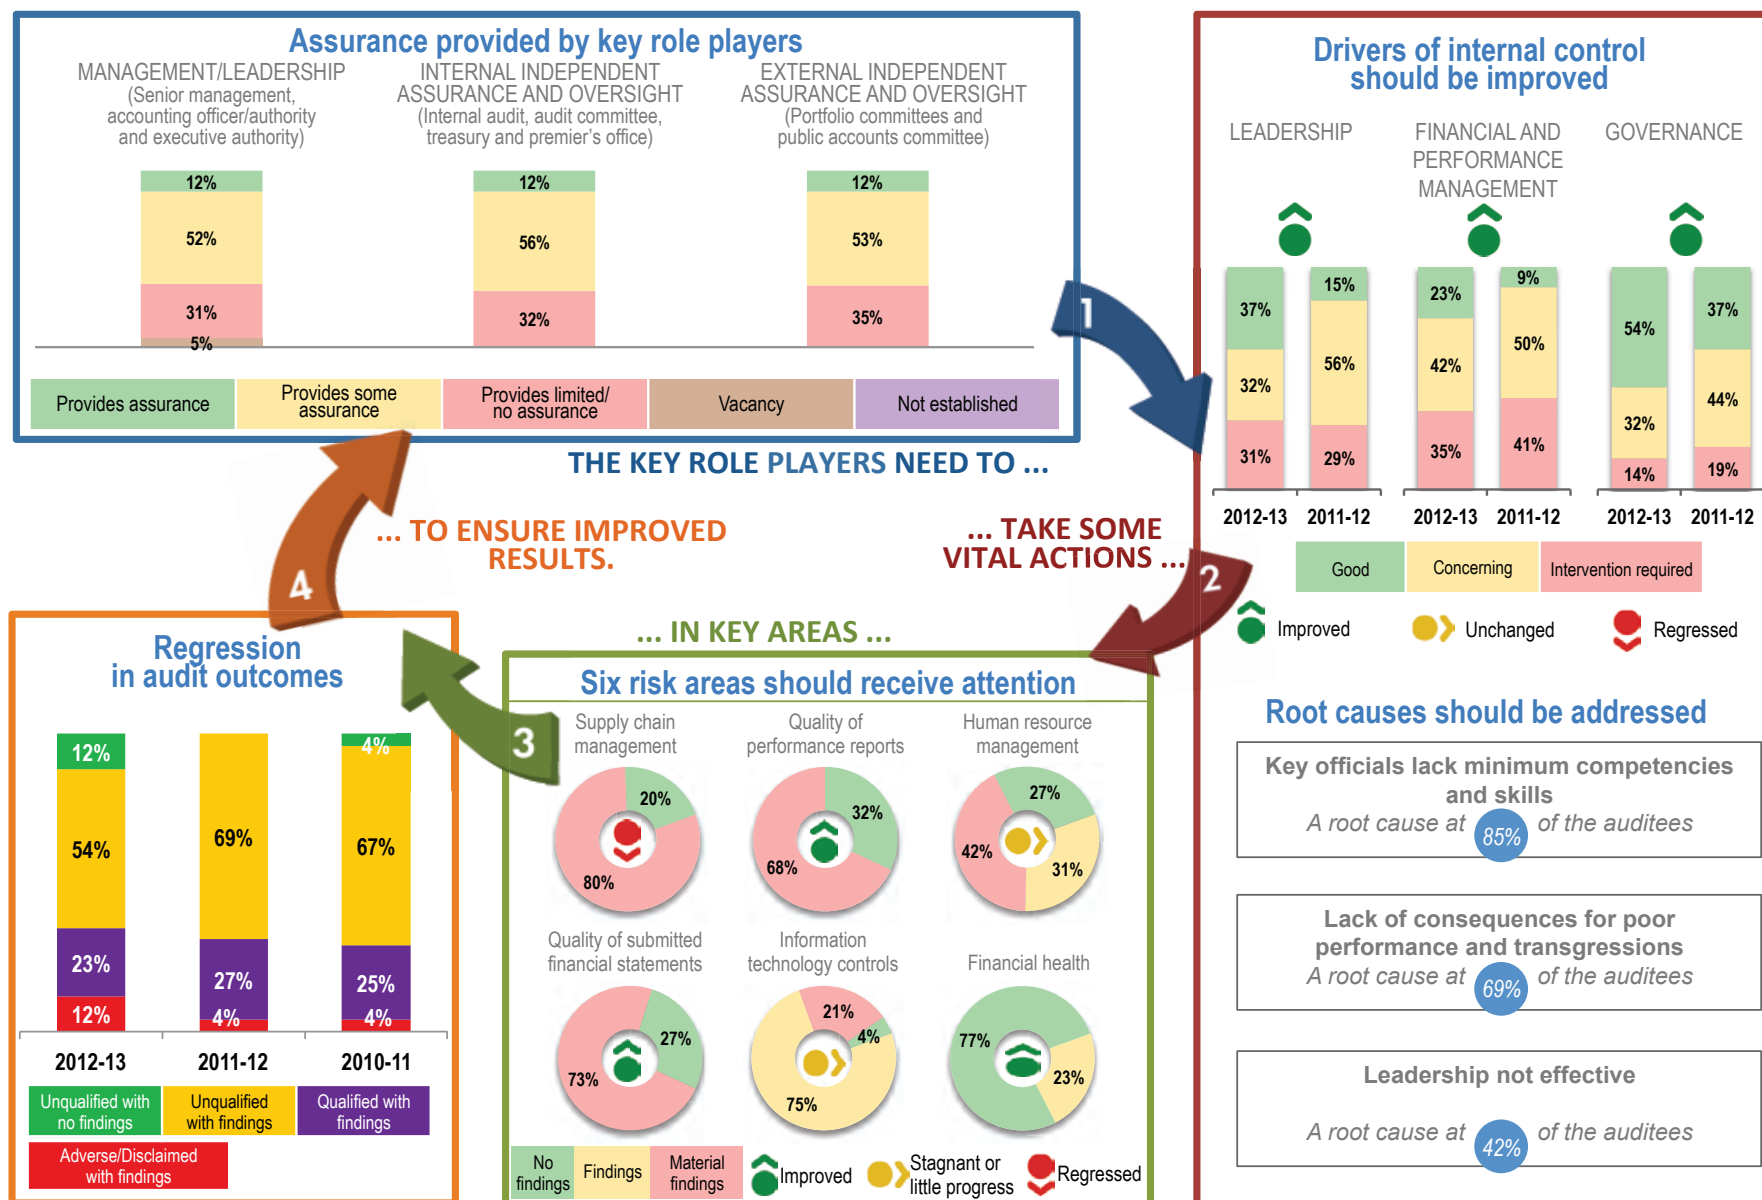 Assurance provided by key role players
MANAGEMENT/LEADERSHIP
(Senior management,
accounting officer/authority
and executive authority)
INTERNAL INDEPENDENT
ASSURANCE AND OVERSIGHT
(Internal audit, audit committee,
treasury and premier's office)
EXTERNAL INDEPENDENT
ASSURANCE AND OVERSIGHT
(Portfolio committees and
public accounts committee)
12%
52%
31%
5%
12%
56%
32%
12%
53%
35%
Provides assurance
Provides some
assurance
Provides limited/
no assurance
Vacancy
Not established
1
THE KEY ROLE PLAYERS NEED TO ...
Drivers of internal control
should be improved
LEADERSHIP
FINANCIAL AND
PERFORMANCE
MANAGEMENT
GOVERNANCE
37%
32%
31%
15%
56%
29%
23%
42%
35%
9%
50%
41%
54%
32%
14%
37%
44%
19%
2012-13 2011-12
2012-13 2011-12
2012-13 2011-12
Good
Concerning
Intervention required
Improved
Unchanged
Regressed
Root causes should be addressed
Key officials lack minimum competencies
and skills
A root cause at 85% of the auditees
Lack of consequences for poor
performance and transgressions
A root cause at 69% of the auditees
Leadership not effective
A root cause at 42% of the auditees
... TAKE SOME
VITAL ACTIONS ...
2
... IN KEY AREAS ...
Six risk areas should receive attention
Supply chain
management
20%
80%
Quality of
performance reports
32%
68%
Human resource
management
27%
42%
31%
Quality of submitted
financial statements
27%
73%
Information
technology controls
21%
4%
75%
Financial health
77%
23%
No
findings
Findings
Material
findings
Improved
Stagnant or
little progress
Regressed
3
Regression
in audit outcomes
12%
54%
23%
12%
69%
27%
4%
4%
67%
25%
4%
2012-13
2011-12
2010-11
Unqualified with
no findings
Unqualified
with findings
Qualified with
findings
Adverse/Disclaimed
with findings
4
... TO ENSURE IMPROVED
RESULTS.